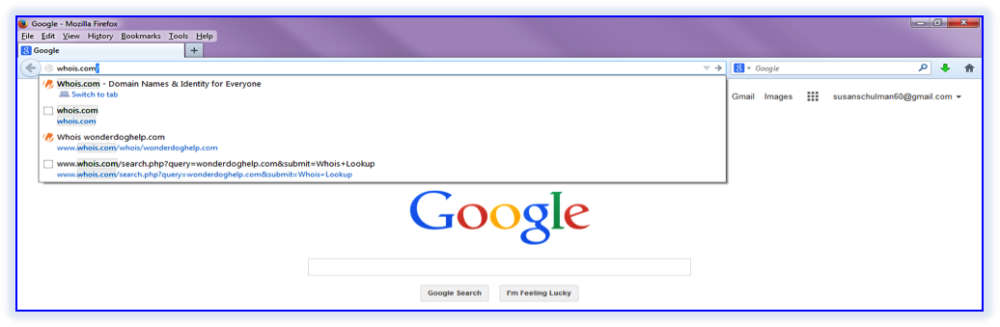 Google - Mozilla Firefox
File Edit View History Bookmarks Tools Help
Google +
whois.com/ Google
Whois.com - Domain Names & Identity for Everyone
Switch to tab
whois.com
whois.com
Whois wonderdoghelp.com
www.whois.com/whois/wonderdoghelp.com
www.whois.com/search.php?query=wonderdoghelp.com&submit=Whois+Lookup
www.whois.com/search.php?query=wonderdoghelp.com&submit=Whois+Lookup
Gmail Images susanschulman60@gmail.com
Google
Google Search I'm Feeling Lucky